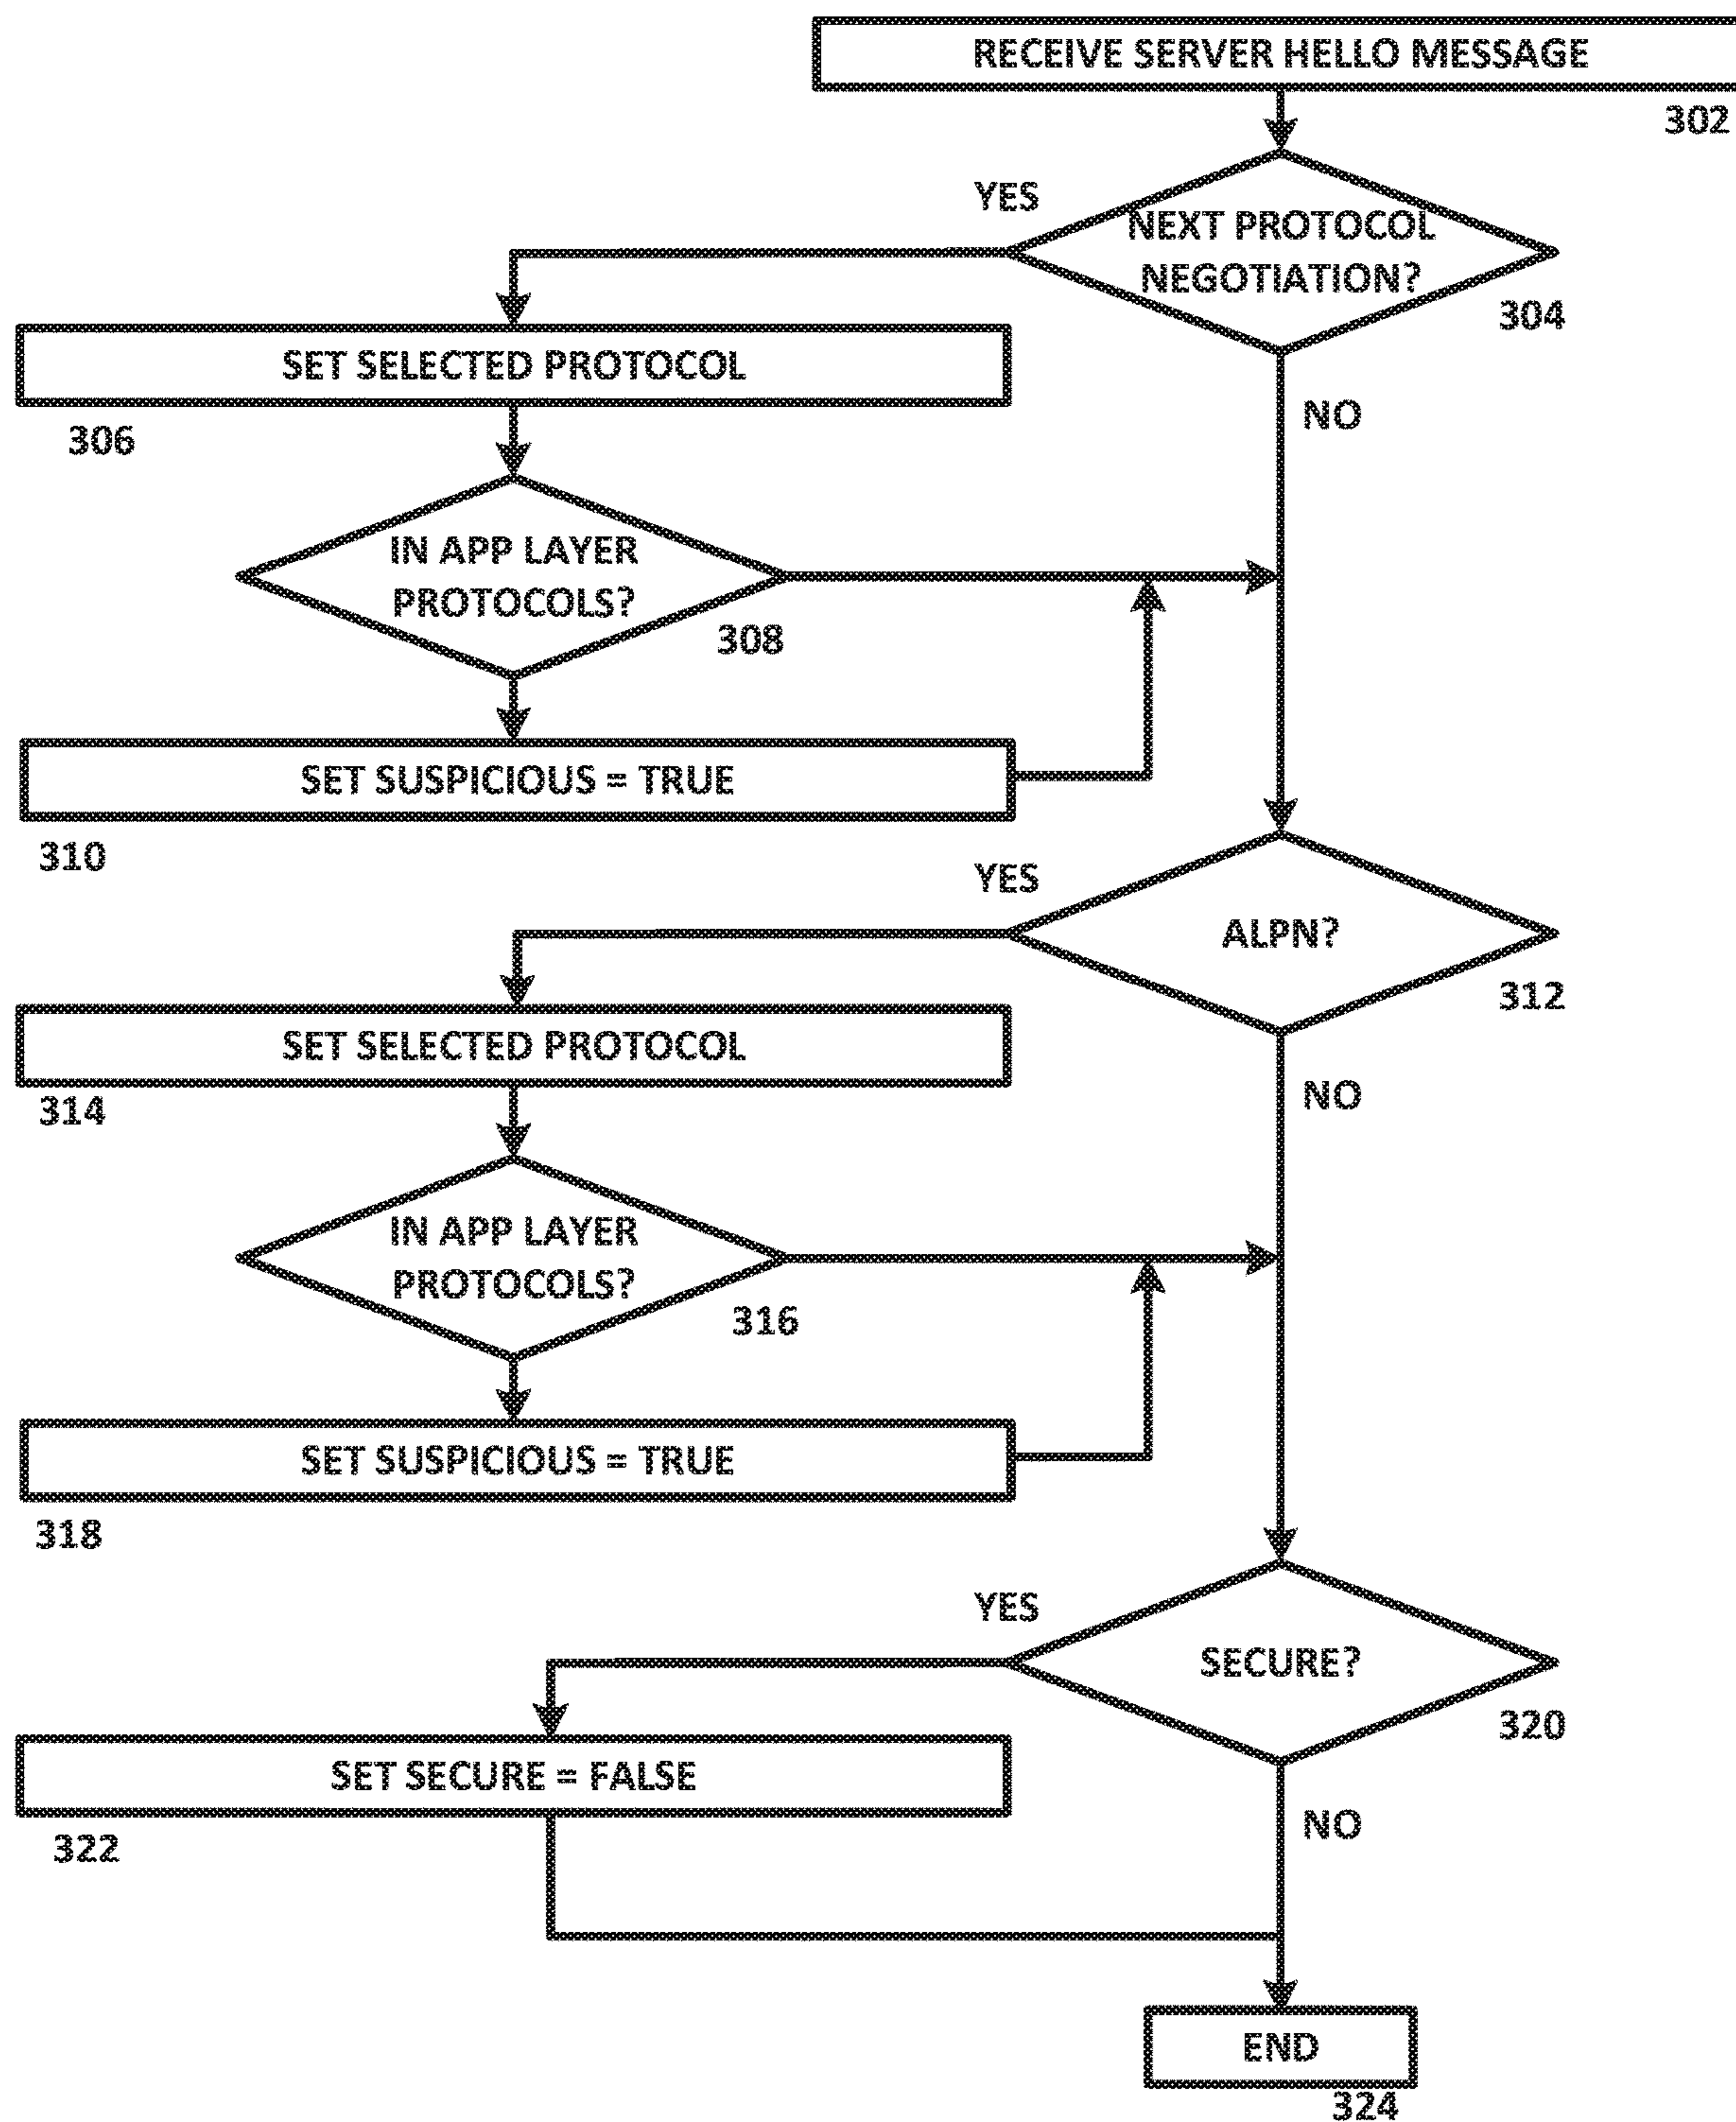 RECEIVE SERVER HELLO MESSAGE
302
YES
NEXT PROTOCOL
NEGOTIATION?
304
SET SELECTED PROTOCOL
306
NO
IN APP LAYER
PROTOCOLS?
308
SET SUSPICIOUS = TRUE
310
YES
ALPN?
312
SET SELECTED PROTOCOL
314
NO
IN APP LAYER
PROTOCOLS?
316
SET SUSPICIOUS = TRUE
318
YES
SECURE?
320
SET SECURE = FALSE
322
NO
END
324